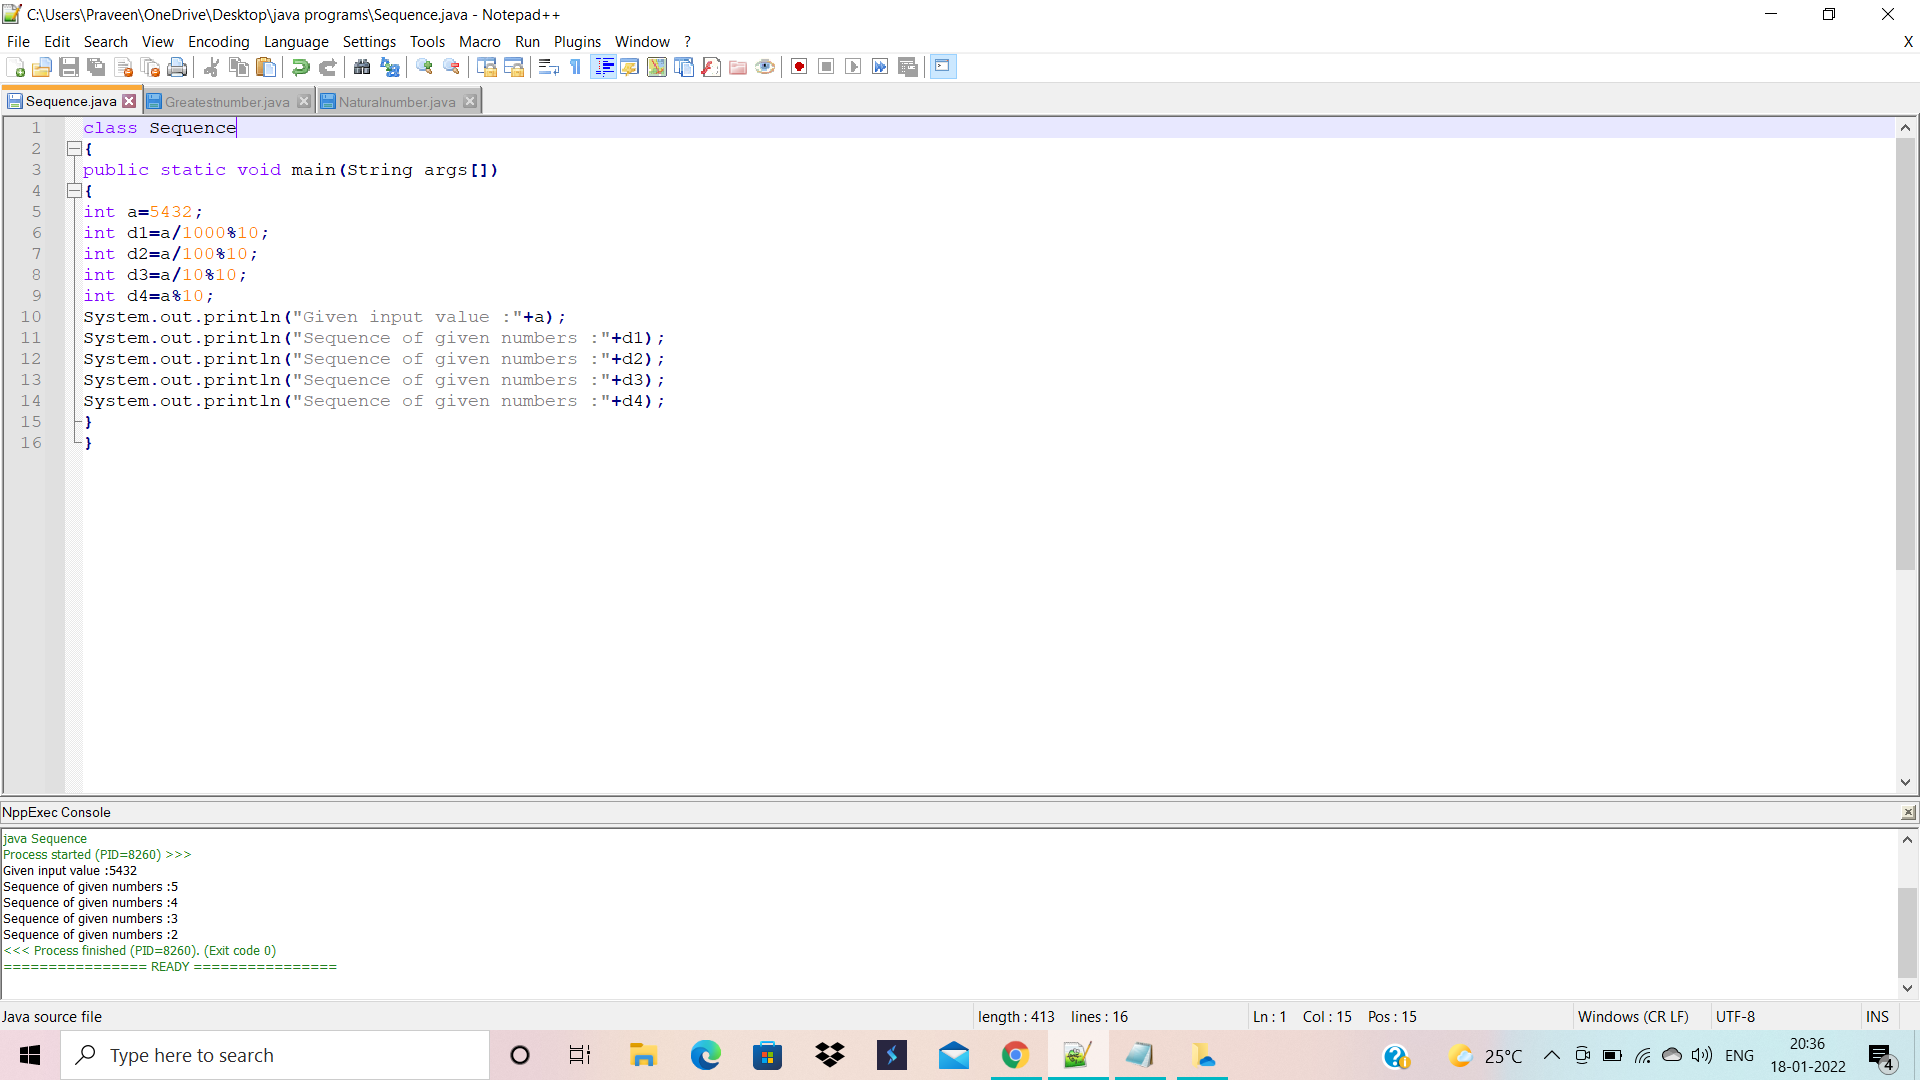 C:\Users\Praveen\OneDrive\Desktop\java programs\Sequence.java - Notepad++
File Edit Search View Encoding Language Settings Tools Macro Run Plugins Window ? X
Sequence.java Greatestnumber.java Naturalnumber.java
1 class Sequence
2 {
3 public static void main(String args[])
4 {
5 int a=5432;
6 int d1=a/1000%10;
7 int d2=a/100%10;
8 int d3=a/10%10;
9 int d4=a%10;
10 System.out.println("Given input value :"+a);
11 System.out.println("Sequence of given numbers :"+d1);
12 System.out.println("Sequence of given numbers :"+d2);
13 System.out.println("Sequence of given numbers :"+d3);
14 System.out.println("Sequence of given numbers :"+d4);
15 }
16 }
NppExec Console
java Sequence
Process started (PID=8260) >>>
Given input value :5432
Sequence of given numbers :5
Sequence of given numbers :4
Sequence of given numbers :3
Sequence of given numbers :2
<<< Process finished (PID=8260). (Exit code 0)
================ READY ================
Java source file length : 413 lines : 16 Ln : 1 Col : 15 Pos : 15 Windows (CR LF) UTF-8 INS
Type here to search 25°C ENG 20:36
18-01-2022 4